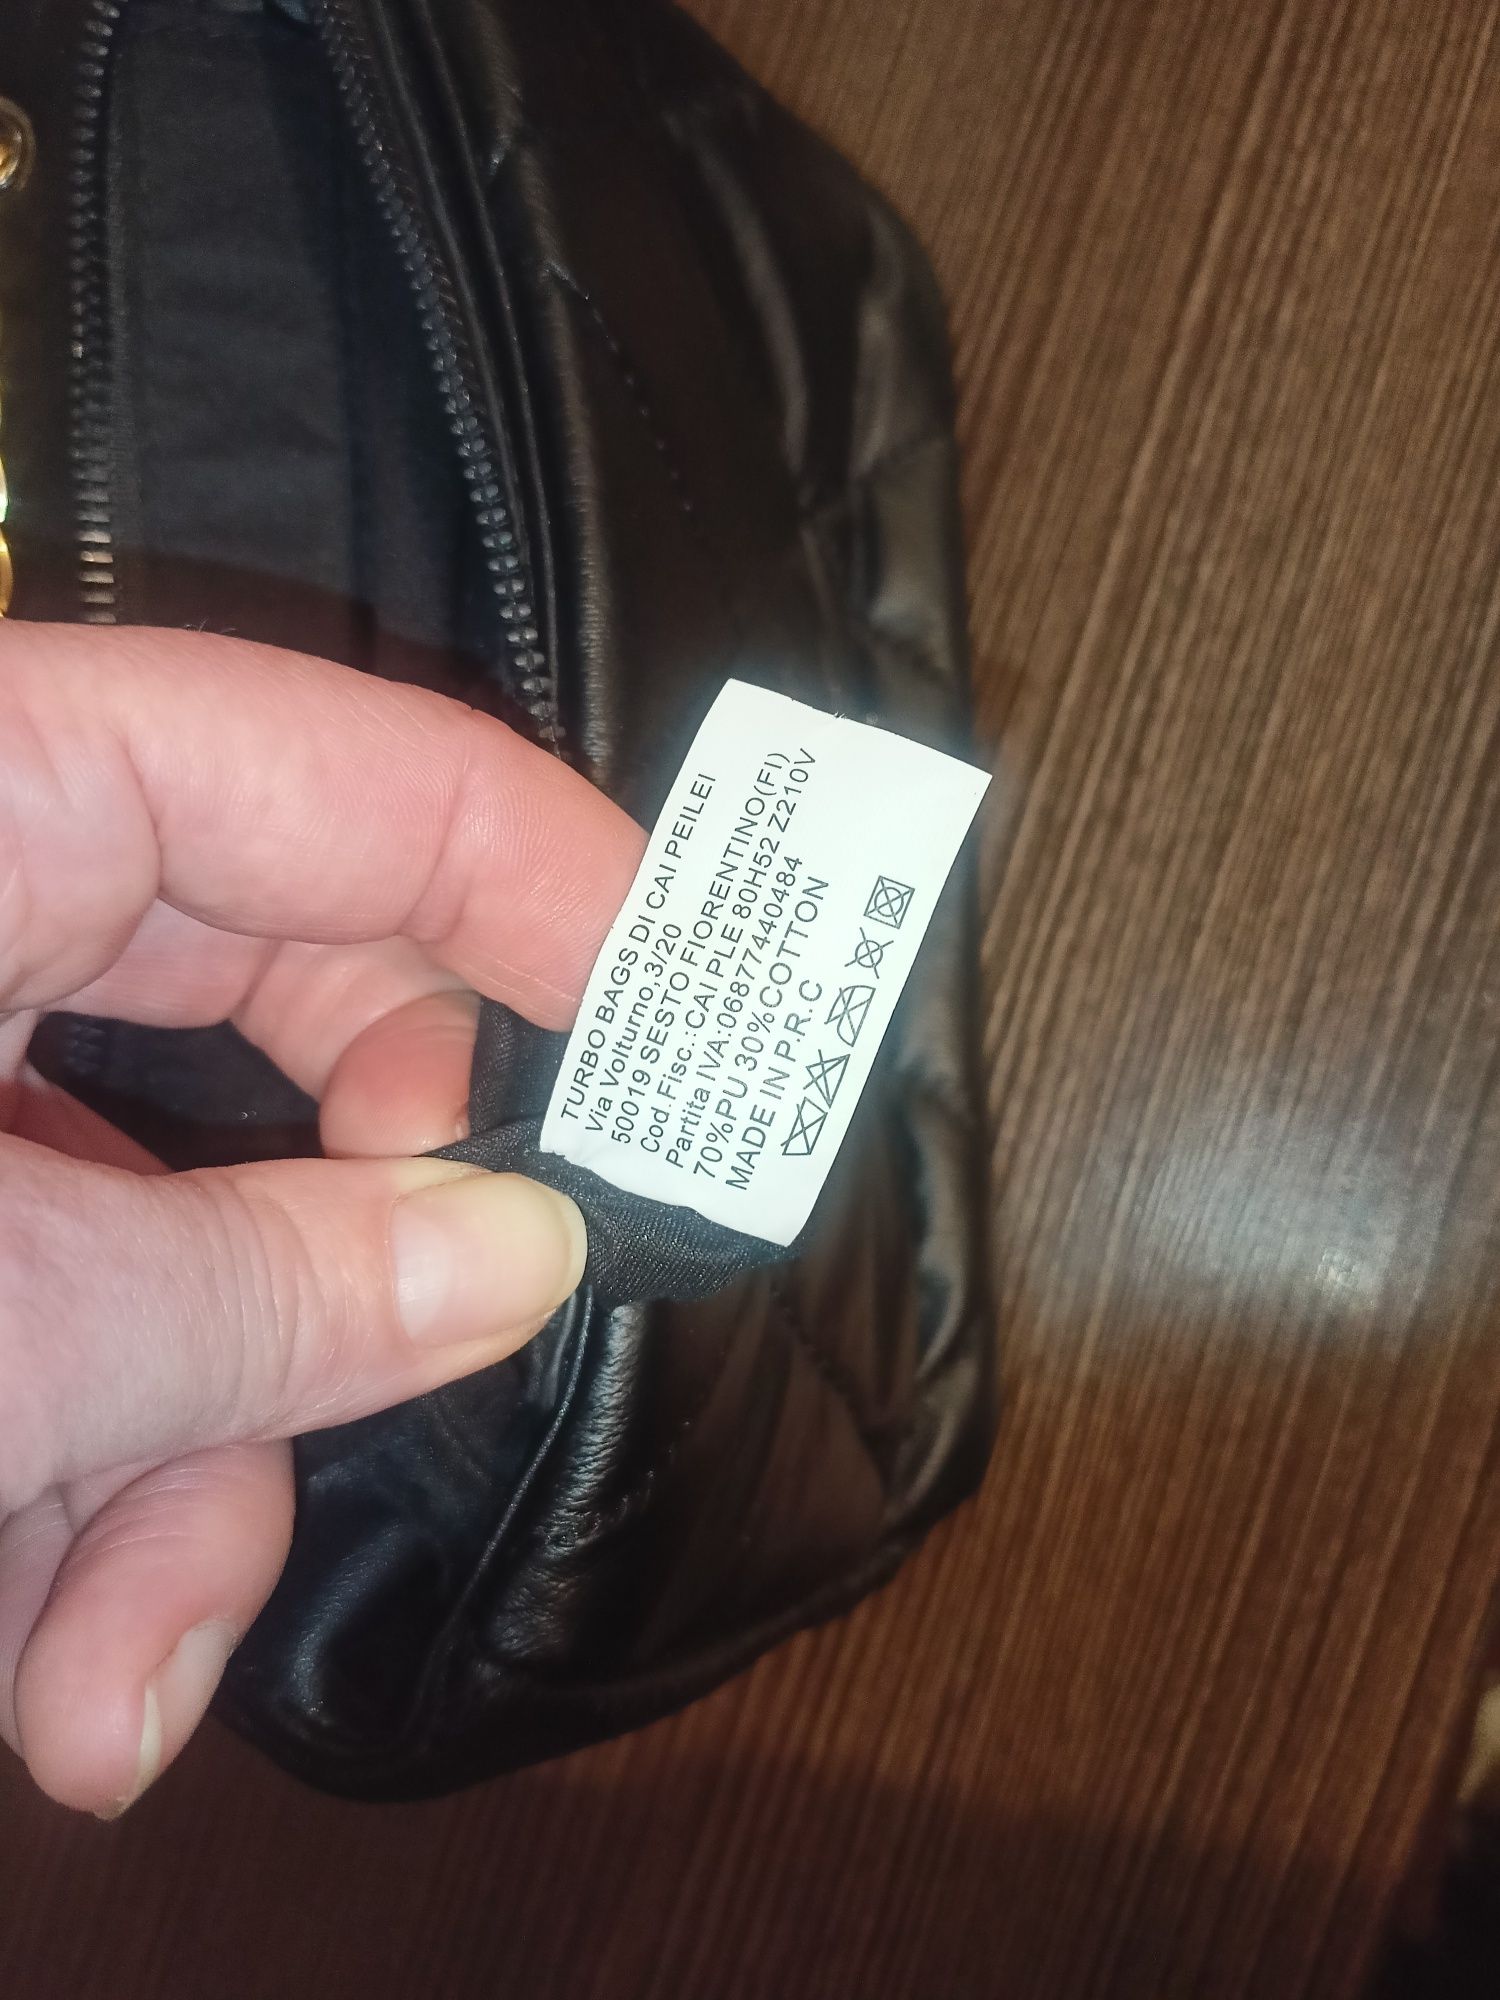 TURBO BAGS DI CAI PEILEI
Via Volturno,3/20
50019 SESTO FIORENTINO(FI)
Cod.Fisc.:CAI PLE 80H52 Z210V
Partita IVA:06877440484
70%PU 30%COTTON
MADE IN P.R.C